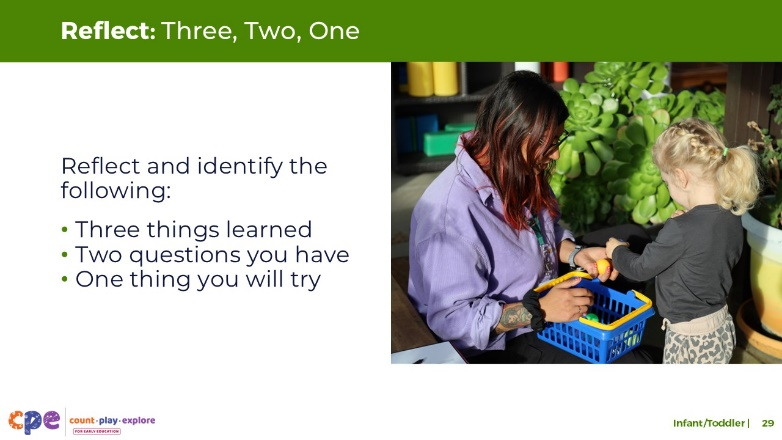 Reflect: Three, Two, One
Reflect and identify the
following:
• Three things learned
• Two questions you have
• One thing you will try
cpe
count·play·explore
FOR EARLY EDUCATION
Infant/Toddler | 29